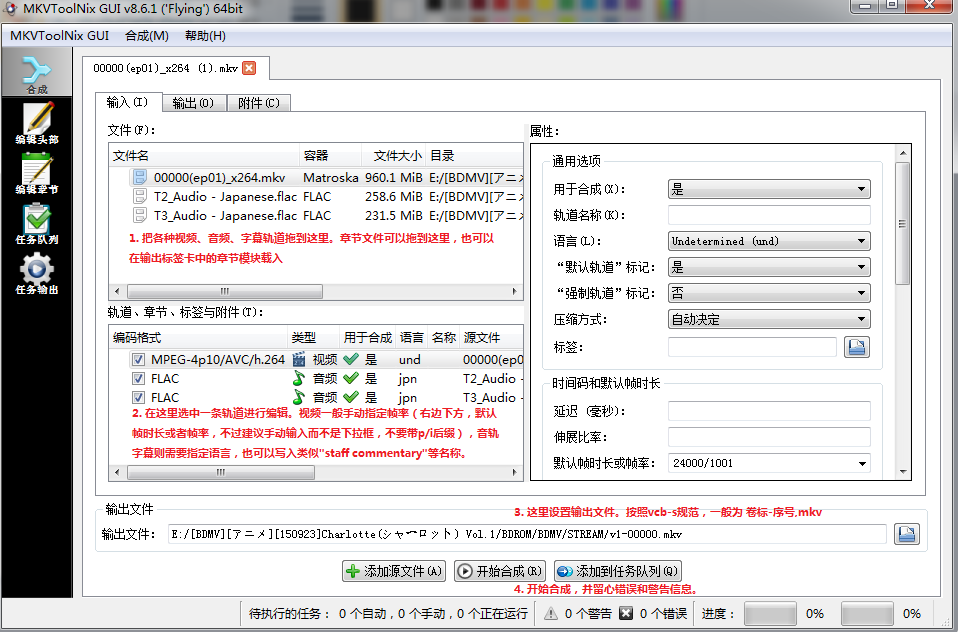 MKVToolNix GUI v8.6.1 ('Flying') 64bit
MKVToolNix GUI 合成(M) 帮助(H)
合成
编辑头部
编辑章节
任务队列
任务输出
00000(ep01)_x264 (1).mkv
输入(I) 输出(O) 附件(C)
文件(F)：
文件名 容器 文件大小 目录
00000(ep01)_x264.mkv Matroska 960.1 MiB E:/[BDMV][アニメ
T2_Audio - Japanese.flac FLAC 258.6 MiB E:/[BDMV][アニメ
T3_Audio - Japanese.flac FLAC 231.5 MiB E:/[BDMV][アニメ
1. 把各种视频、音频、字幕轨道拖到这里。章节文件可以拖到这里，也可以
在输出标签卡中的章节模块载入
轨道、章节、标签与附件(T)：
编码格式 类型 用于合成 语言 名称 源文件
MPEG-4p10/AVC/h.264 视频 是 und 00000(ep0
FLAC 音频 是 jpn T2_Audio -
FLAC 音频 是 jpn T3_Audio -
2. 在这里选中一条轨道进行编辑。视频一般手动指定帧率（右边下方，默认
帧时长或者帧率，不过建议手动输入而不是下拉框，不要带p/i后缀），音轨
字幕则需要指定语言，也可以写入类似"staff commentary"等名称。
属性：
通用选项
用于合成(X)： 是
轨道名称(K)：
语言(L)： Undetermined (und)
“默认轨道”标记： 是
“强制轨道”标记： 否
压缩方式： 自动决定
标签：
时间码和默认帧时长
延迟（毫秒）：
伸展比率：
默认帧时长或帧率： 24000/1001
3. 这里设置输出文件。按照vcb-s规范，一般为 卷标-序号.mkv
输出文件
输出文件： E:/[BDMV][アニメ][150923]Charlotte(シャーロット) Vol.1/BDROM/BDMV/STREAM/v1-00000.mkv
添加源文件(A) 开始合成(R) 添加到任务队列(Q)
4. 开始合成，并留心错误和警告信息。
待执行的任务： 0 个自动，0 个手动，0 个正在运行 0 个警告 0 个错误 进度： 0% 0%